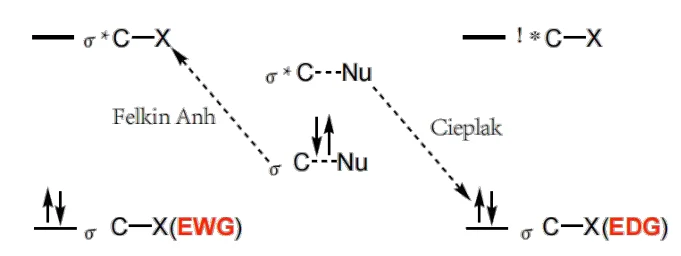 σ *C—X
! *C—X
σ *C---Nu
Felkin Anh
Cieplak
σ C---Nu
σ C—X(EWG)
σ C—X(EDG)